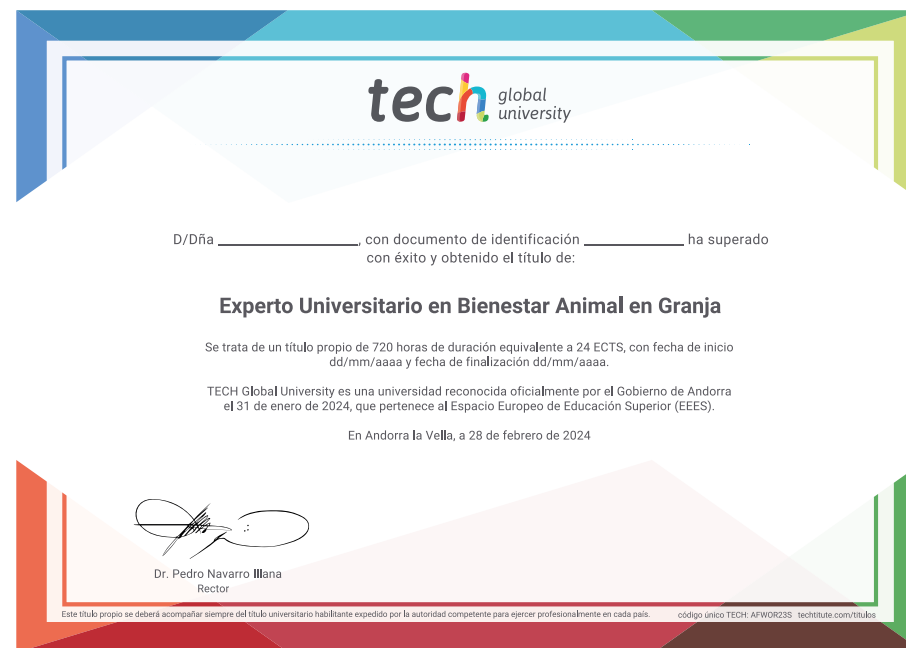 tech global university
D/Dña ____________, con documento de identificación ____________ ha superado
con éxito y obtenido el título de:
Experto Universitario en Bienestar Animal en Granja
Se trata de un título propio de 720 horas de duración equivalente a 24 ECTS, con fecha de inicio
dd/mm/aaaa y fecha de finalización dd/mm/aaaa.
TECH Global University es una universidad reconocida oficialmente por el Gobierno de Andorra
el 31 de enero de 2024, que pertenece al Espacio Europeo de Educación Superior (EEES).
En Andorra la Vella, a 28 de febrero de 2024
Dr. Pedro Navarro Illana
Rector
Este título propio se deberá acompañar siempre del título universitario habilitante expedido por la autoridad competente para ejercer profesionalmente en cada país.
código único TECH: AFWOR23S techtitute.com/titulos